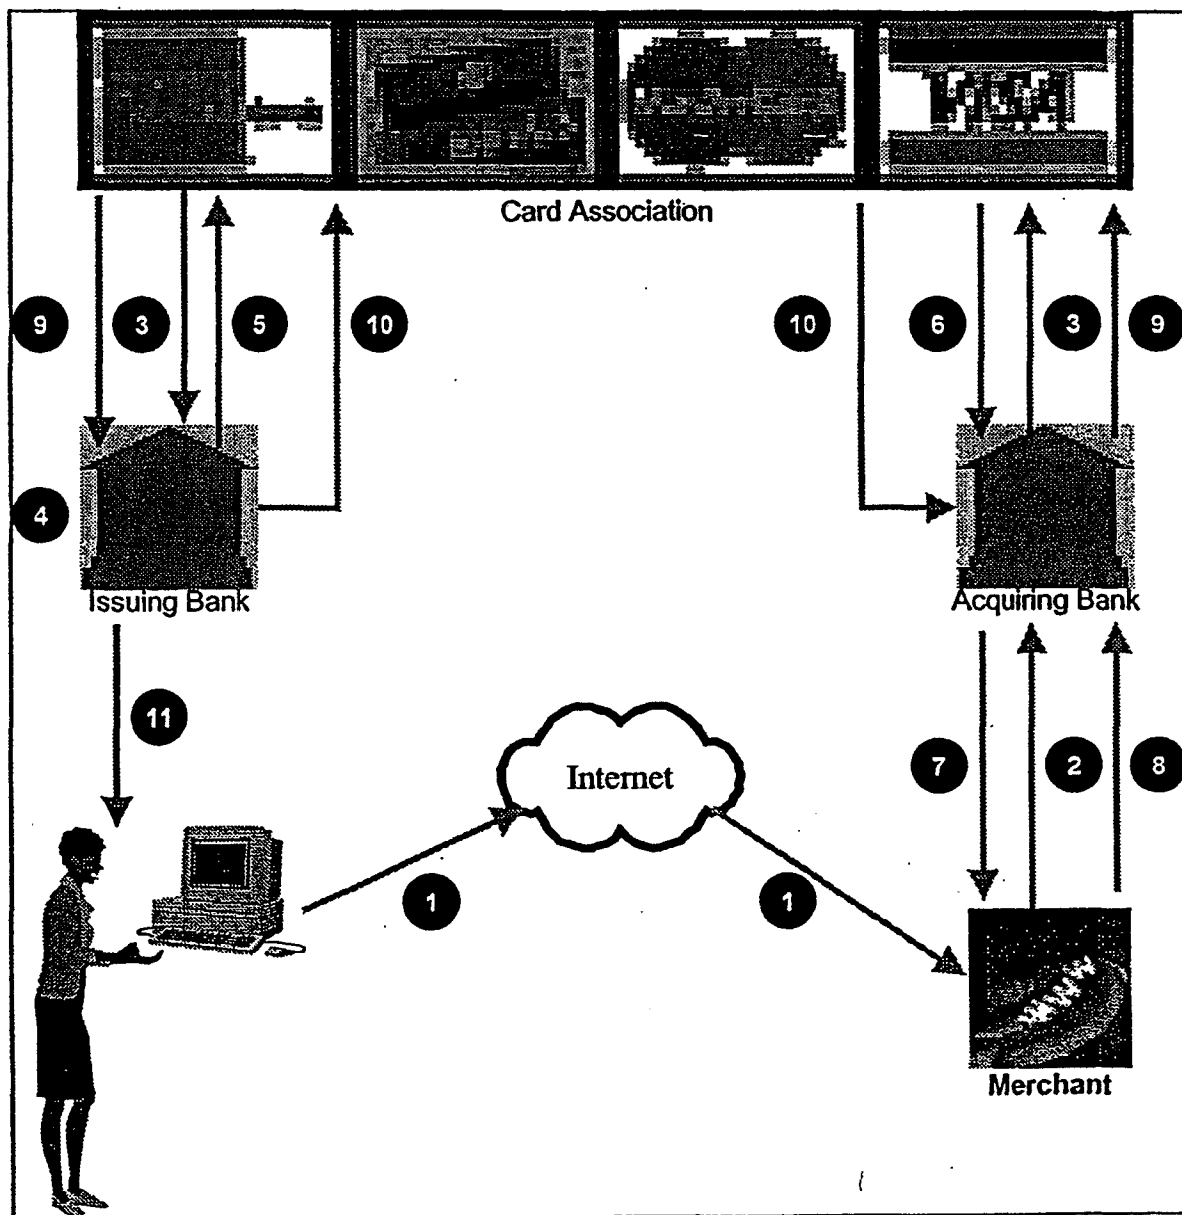 Card Association
9 3 5 10 10 6 3 9
4
Issuing Bank Acquiring Bank
11
Internet
7 2 8
1 1
Merchant